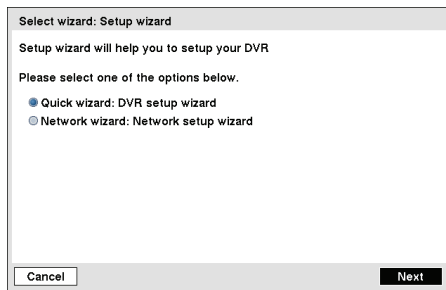 Select wizard: Setup wizard
Setup wizard will help you to setup your DVR
Please select one of the options below.
Quick wizard: DVR setup wizard
Network wizard: Network setup wizard
Cancel
Next